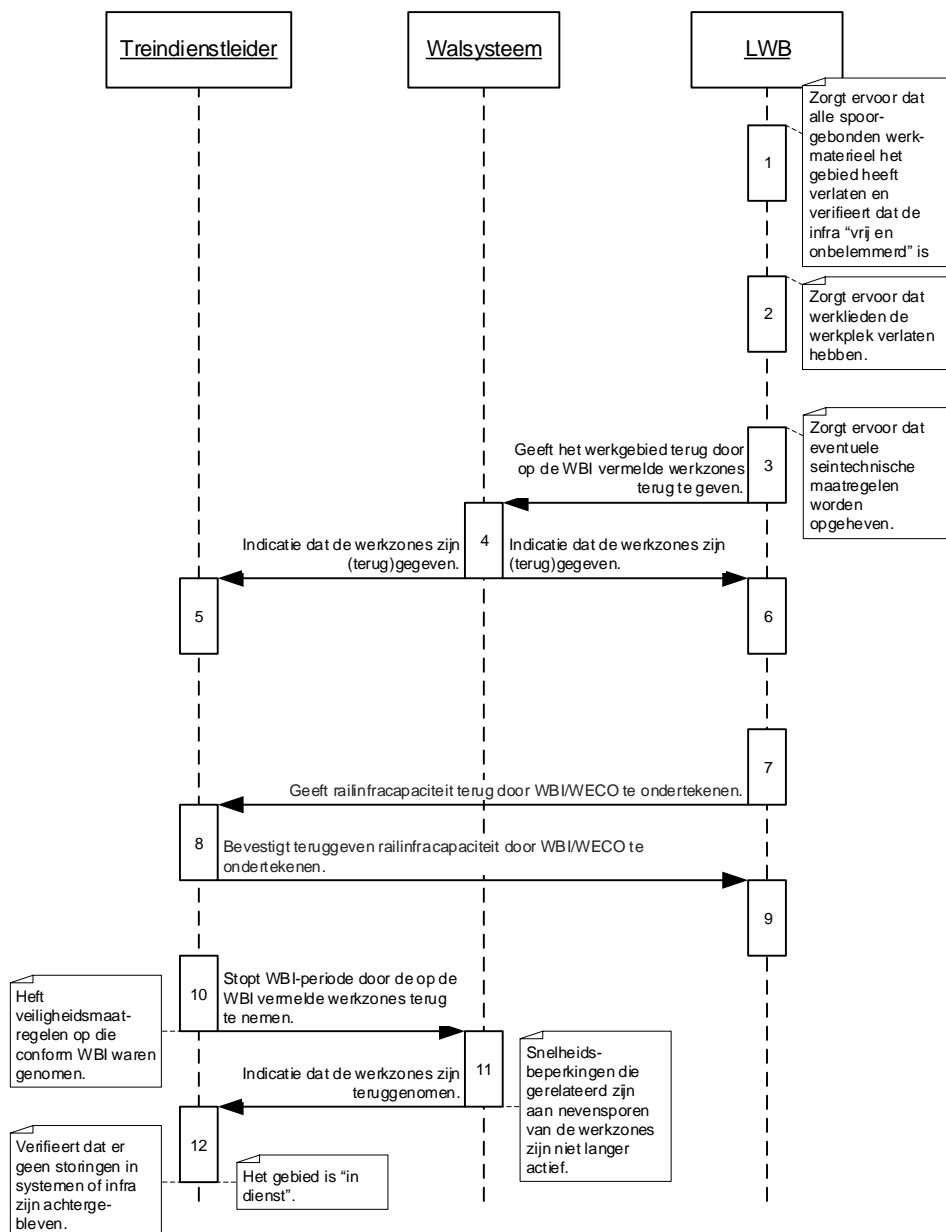 Treindienstleider
Walsysteem
LWB
Zorgt ervoor dat
alle spoor-
gebonden werk-
materieel het
gebied heeft
verlaten en
verifieert dat de
infra “vrij en
onbelemmerd” is
1
Zorgt ervoor dat
werklieden de
werkplek verlaten
hebben.
2
Zorgt ervoor dat
eventuele
seintechnische
maatregelen
worden
opgeheven.
3
Geeft het werkgebied terug door
op de WBI vermelde werkzones
terug te geven.
4
Indicatie dat de werkzones zijn
(terug)gegeven.
Indicatie dat de werkzones zijn
(terug)gegeven.
5
6
7
Geeft railinfracapaciteit terug door WBI/WECO te ondertekenen.
8
Bevestigt teruggeven railinfracapaciteit door WBI/WECO te
ondertekenen.
9
10
Stopt WBI-periode door de op de
WBI vermelde werkzones terug
te nemen.
Heft
veiligheidsmaat-
regelen op die
conform WBI waren
genomen.
11
Snelheids-
beperkingen die
gerelateerd zijn
aan nevensporen
van de werkzones
zijn niet langer
actief.
Indicatie dat de werkzones zijn
teruggenomen.
12
Verifieert dat er
geen storingen in
systemen of infra
zijn achterge-
bleven.
Het gebied is “in
dienst”.